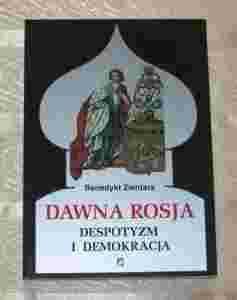 Benedykt Zientara
DAWNA ROSJA
DESPOTYZM
I DEMOKRACJA